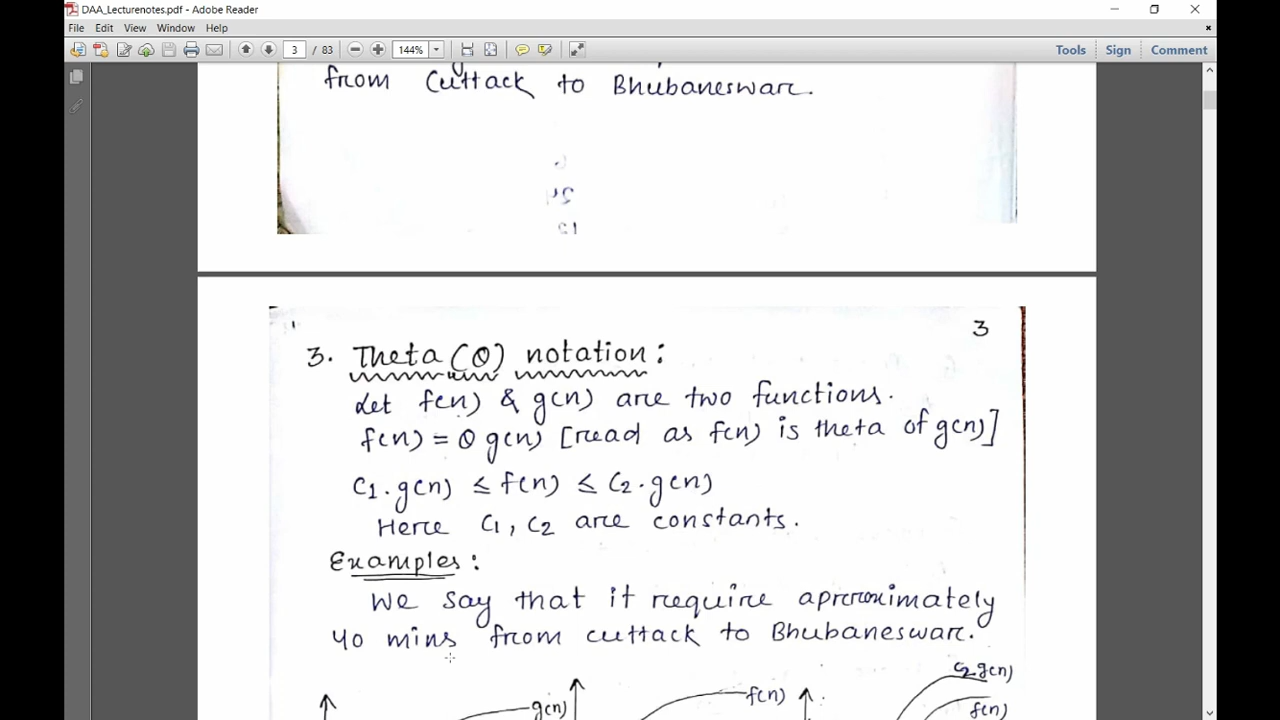 DAA_Lecturenotes.pdf - Adobe Reader
File Edit View Window Help
3 / 83 144% Tools Sign Comment
from Cuttack to Bhubaneswar.
3
3. Theta (θ) notation:
Let f(n) & g(n) are two functions.
f(n) = θ g(n) [read as f(n) is theta of g(n)]
C1.g(n) ≤ f(n) ≤ C2.g(n)
Here C1, C2 are constants.
Examples:
We say that it require aprroximately
40 mins from cuttack to Bhubaneswar.
C2.g(n)
g(n) f(n) f(n)